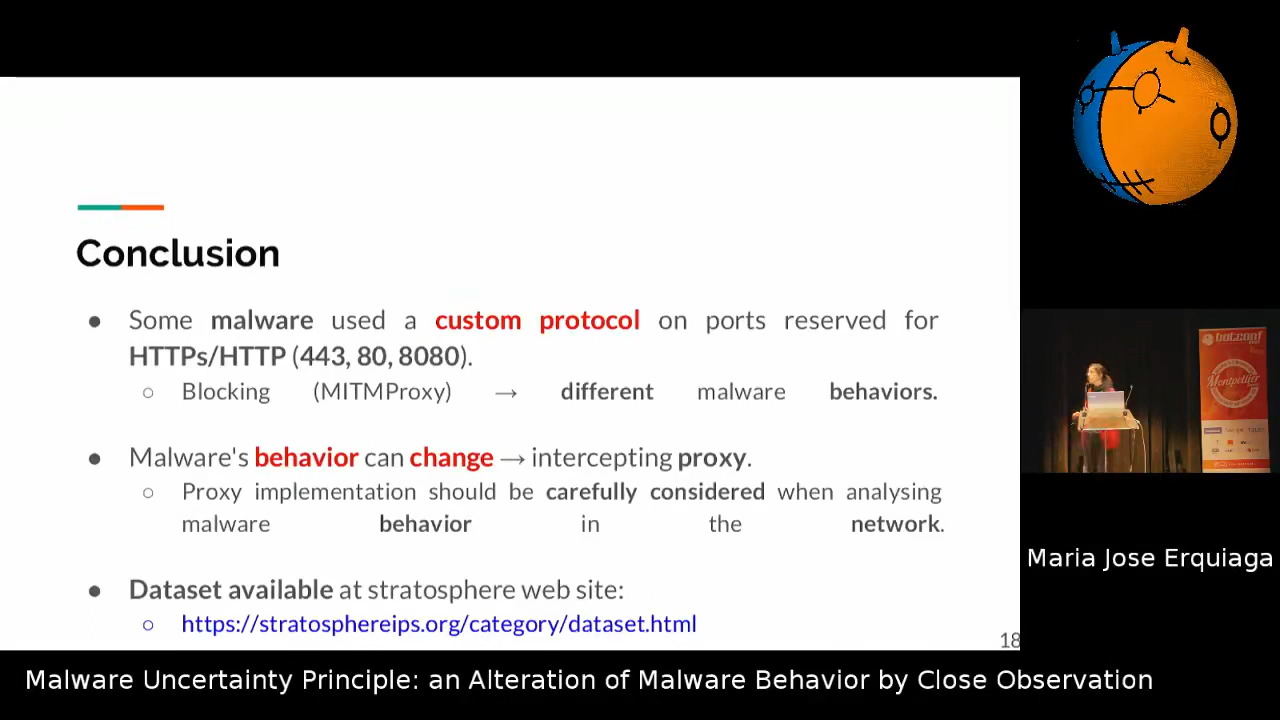 Conclusion
● Some malware used a custom protocol on ports reserved for
HTTPs/HTTP (443, 80, 8080).
○ Blocking (MITMProxy) → different malware behaviors.
● Malware's behavior can change → intercepting proxy.
○ Proxy implementation should be carefully considered when analysing
malware behavior in the network.
● Dataset available at stratosphere web site:
○ https://stratosphereips.org/category/dataset.html
18
botconf
Montpellier
Maria Jose Erquiaga
Malware Uncertainty Principle: an Alteration of Malware Behavior by Close Observation